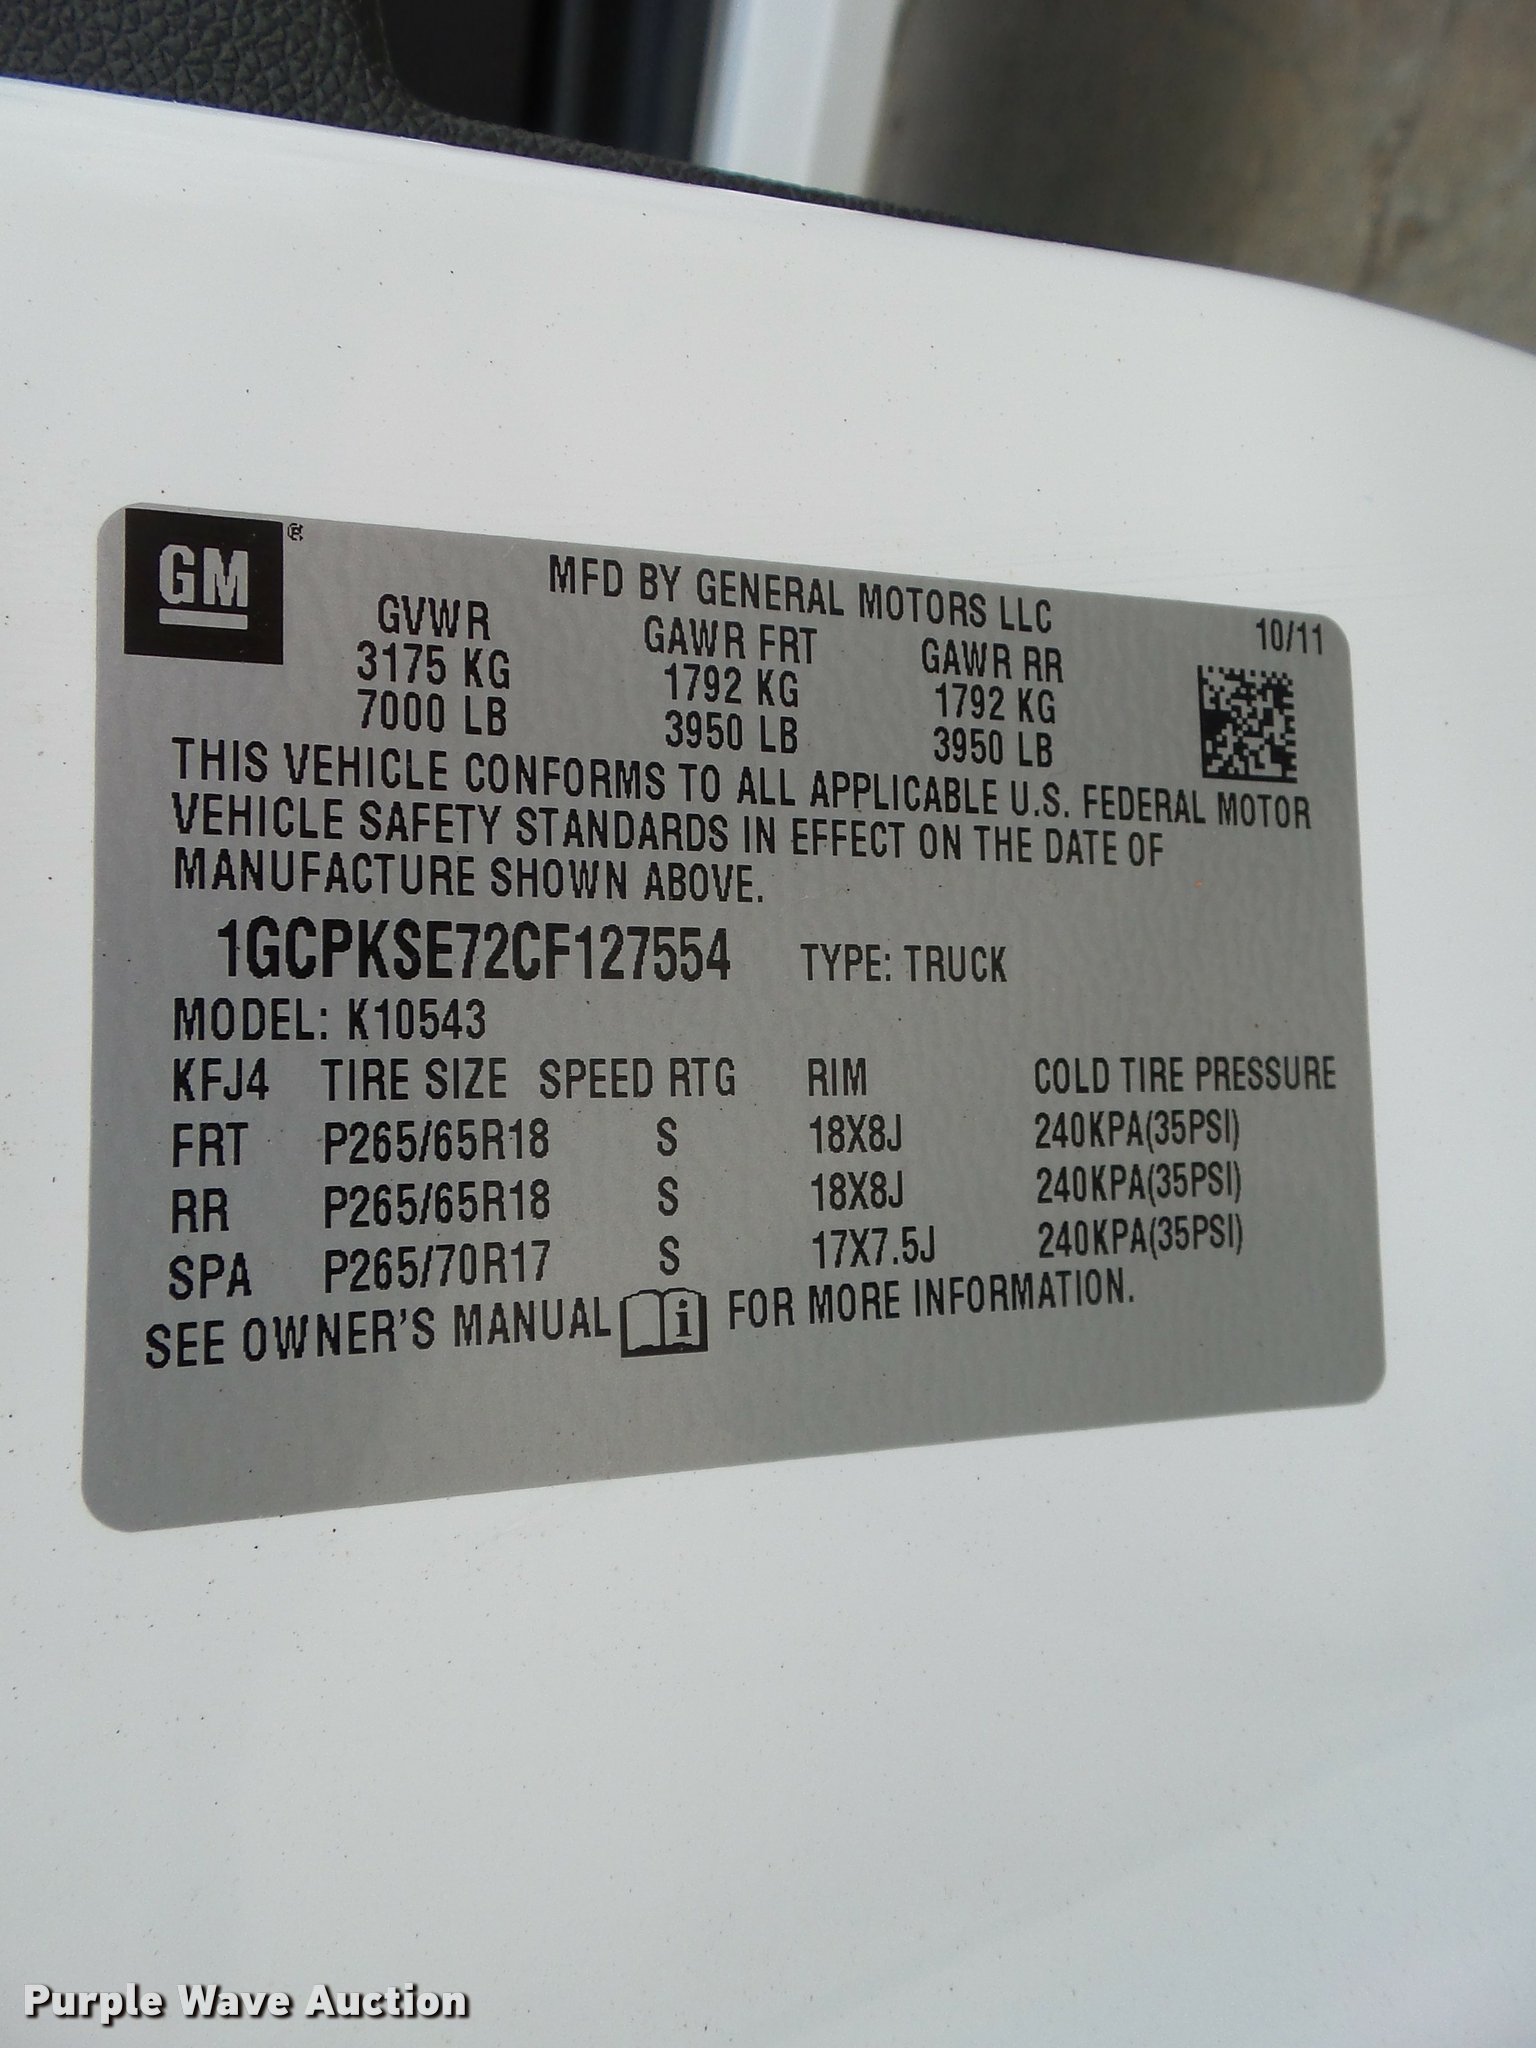 GM
MFD BY GENERAL MOTORS LLC
10/11
GVWR GAWR FRT GAWR RR
3175 KG 1792 KG 1792 KG
7000 LB 3950 LB 3950 LB
THIS VEHICLE CONFORMS TO ALL APPLICABLE U.S. FEDERAL MOTOR
VEHICLE SAFETY STANDARDS IN EFFECT ON THE DATE OF
MANUFACTURE SHOWN ABOVE.
1GCPKSE72CF127554 TYPE: TRUCK
MODEL: K10543
KFJ4 TIRE SIZE SPEED RTG RIM COLD TIRE PRESSURE
FRT P265/65R18 S 18X8J 240KPA(35PSI)
RR P265/65R18 S 18X8J 240KPA(35PSI)
SPA P265/70R17 S 17X7.5J 240KPA(35PSI)
SEE OWNER'S MANUAL i FOR MORE INFORMATION.
Purple Wave Auction